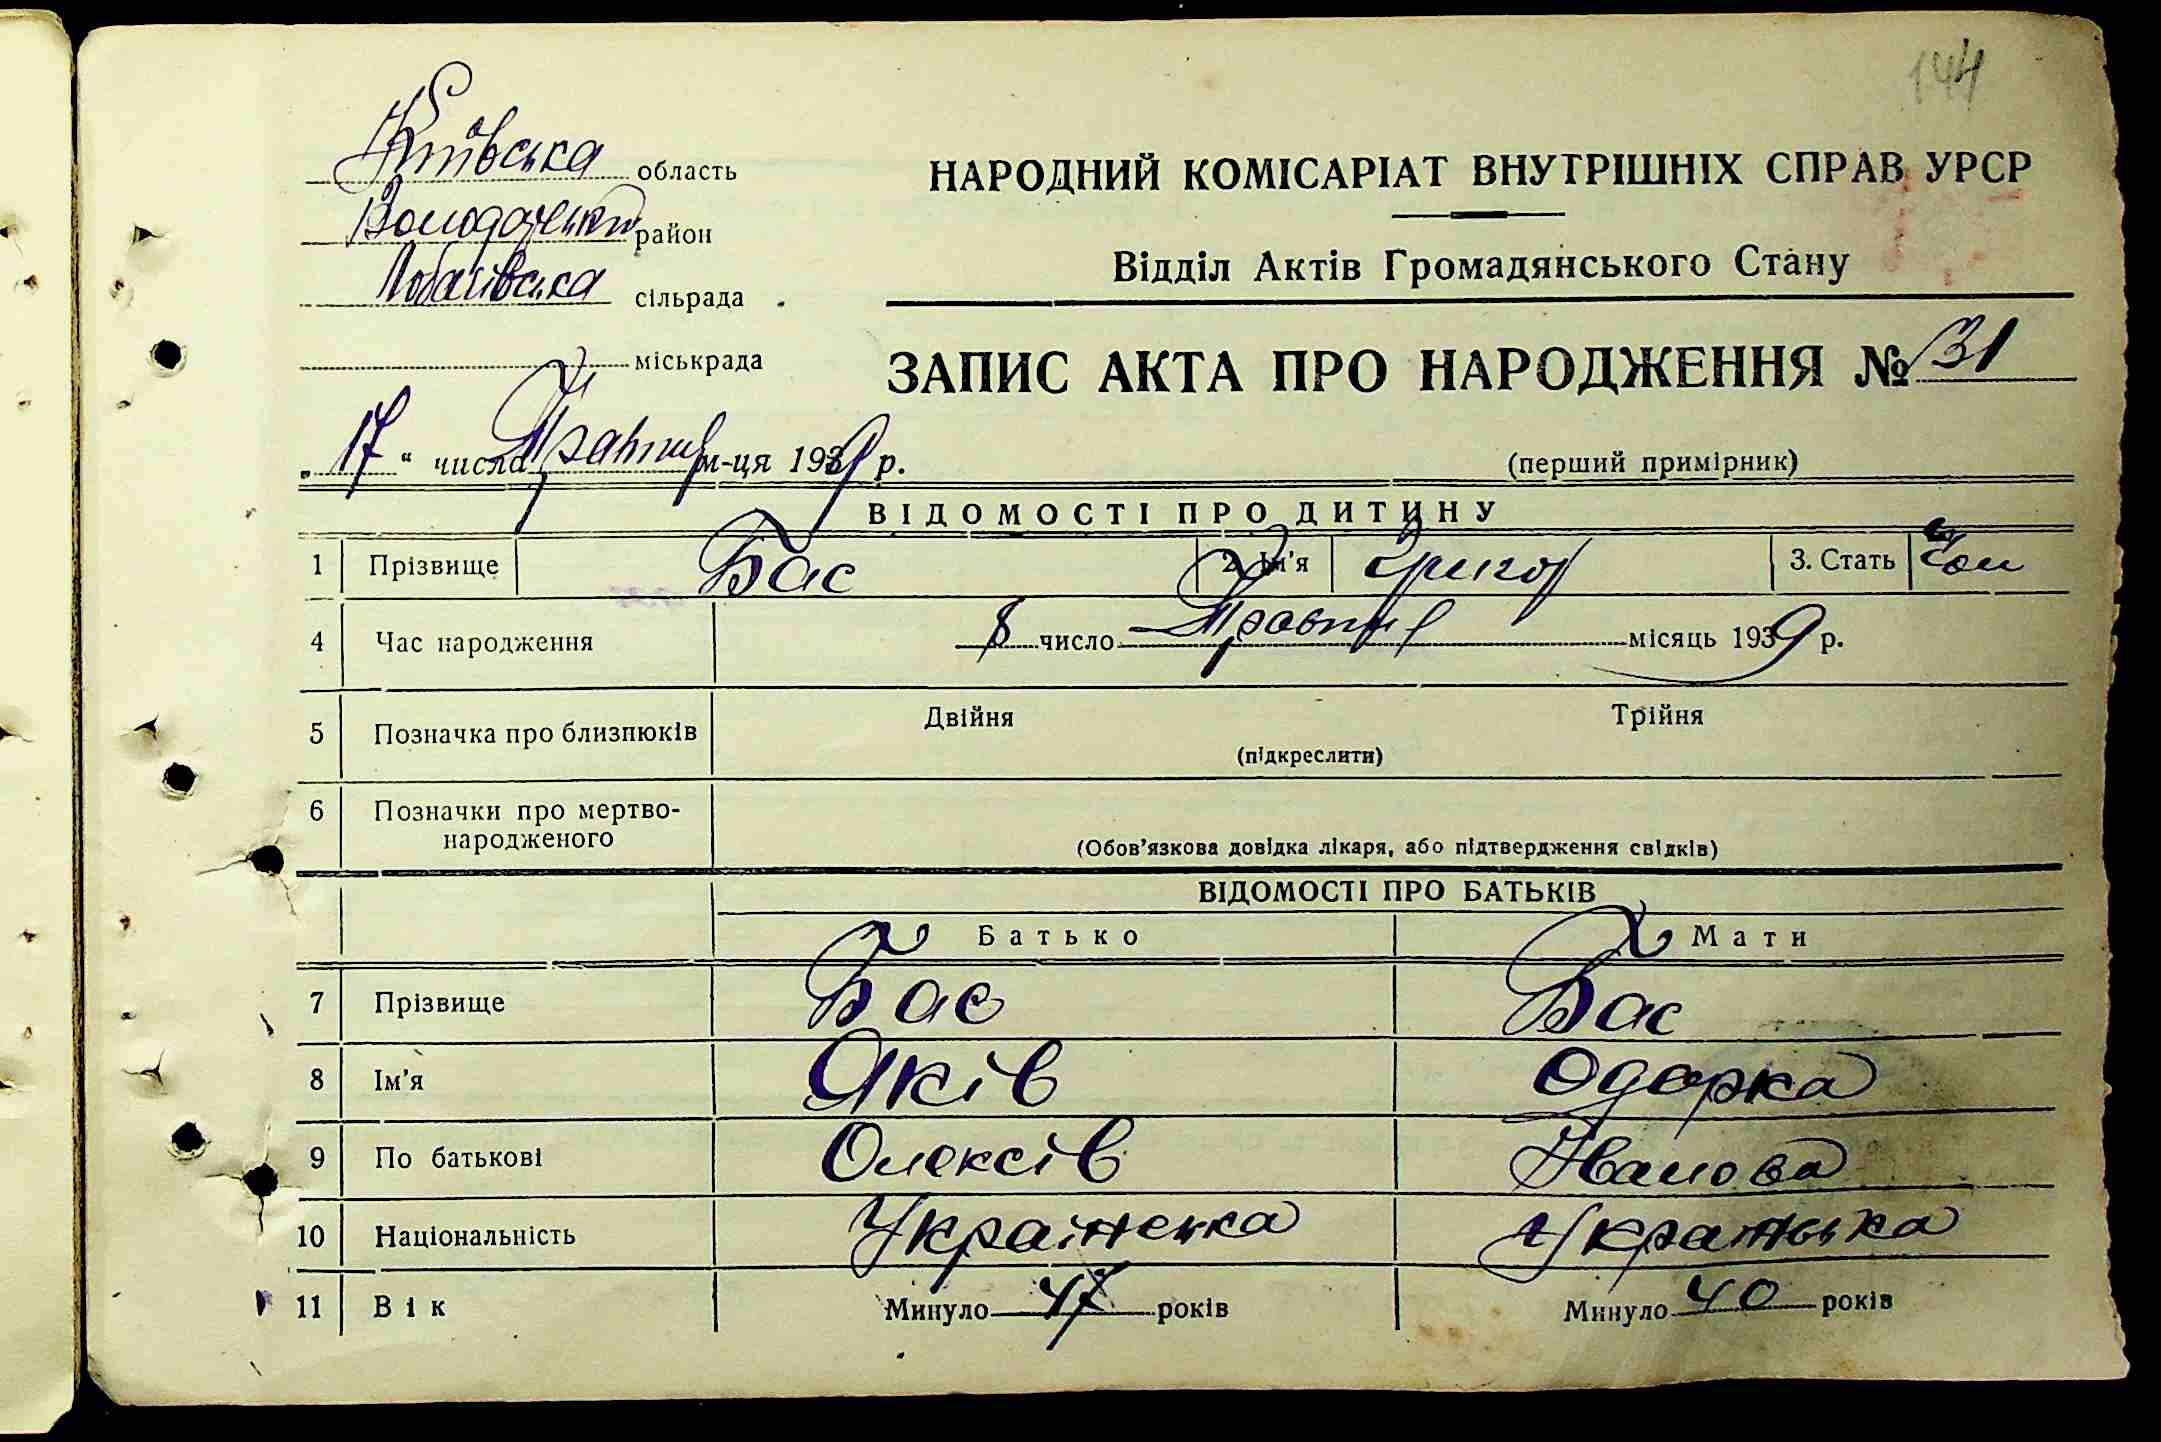 144
Київська область
Володарський район
Лобачівська сільрада
міськрада
НАРОДНИЙ КОМІСАРІАТ ВНУТРІШНІХ СПРАВ УРСР
Відділ Актів Громадянського Стану
ЗАПИС АКТА ПРО НАРОДЖЕННЯ № 31
„17“ числа Травня м-ця 1939 р.
(перший примірник)
ВІДОМОСТІ ПРО ДИТИНУ
1 Прізвище Бас 2. Ім'я Григор 3. Стать Чол
4 Час народження 8 число Травня місяць 1939 р.
5 Позначка про близнюків Двійня Трійня
(підкреслити)
6 Позначки про мертво-
народженого
(Обов'язкова довідка лікаря, або підтвердження свідків)
ВІДОМОСТІ ПРО БАТЬКІВ
Батько Мати
7 Прізвище Бас Бас
8 Ім'я Яків Одарка
9 По батькові Олексів Іванова
10 Національність Українська Українська
11 Вік Минуло 47 років Минуло 40 років